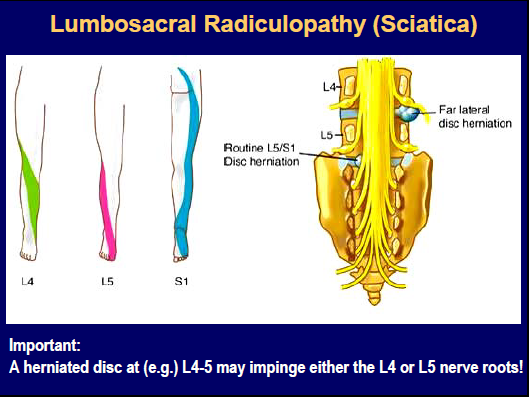 Lumbosacral Radiculopathy (Sciatica)
L4
L5
Routine L5/S1
Disc herniation
Far lateral
disc herniation
L4
L5
S1
Important:
A herniated disc at (e.g.) L4-5 may impinge either the L4 or L5 nerve roots!